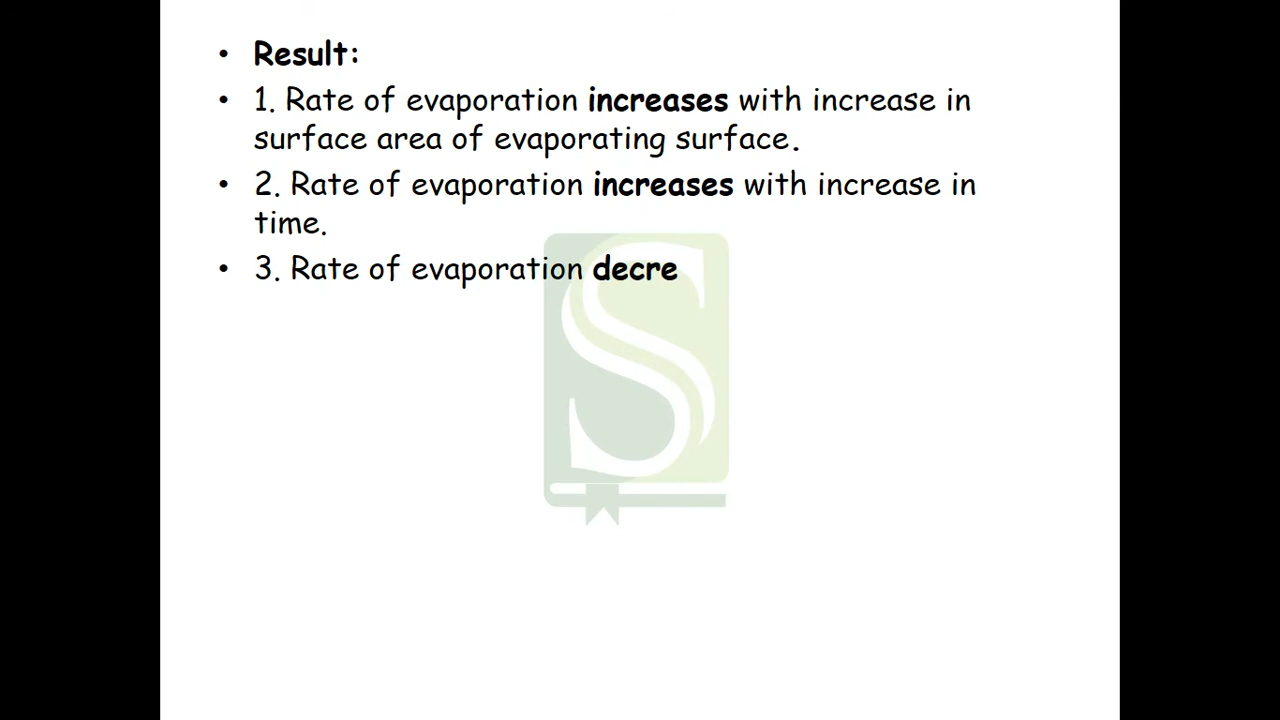 • Result:
• 1. Rate of evaporation increases with increase in
surface area of evaporating surface.
• 2. Rate of evaporation increases with increase in
time.
• 3. Rate of evaporation decre
S